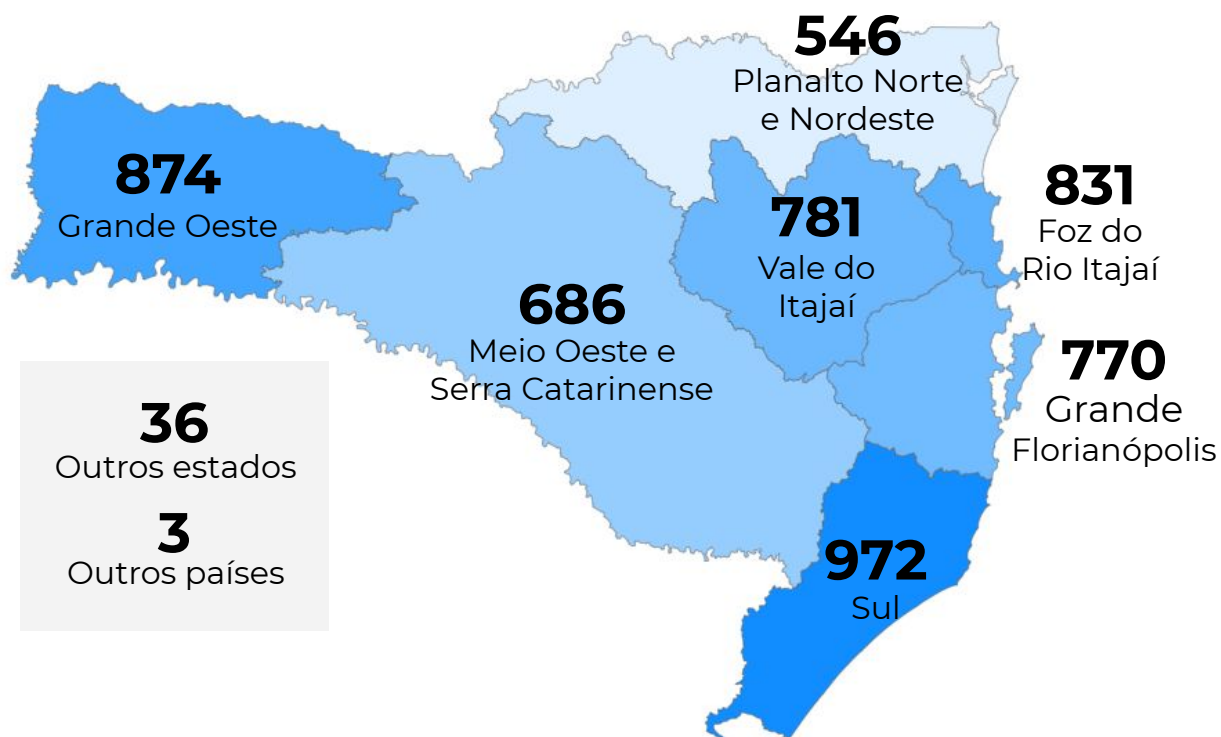 546
Planalto Norte
e Nordeste
874
Grande Oeste
781
Vale do
Itajaí
831
Foz do
Rio Itajaí
686
Meio Oeste e
Serra Catarinense
770
Grande
Florianópolis
36
Outros estados
3
Outros países
972
Sul